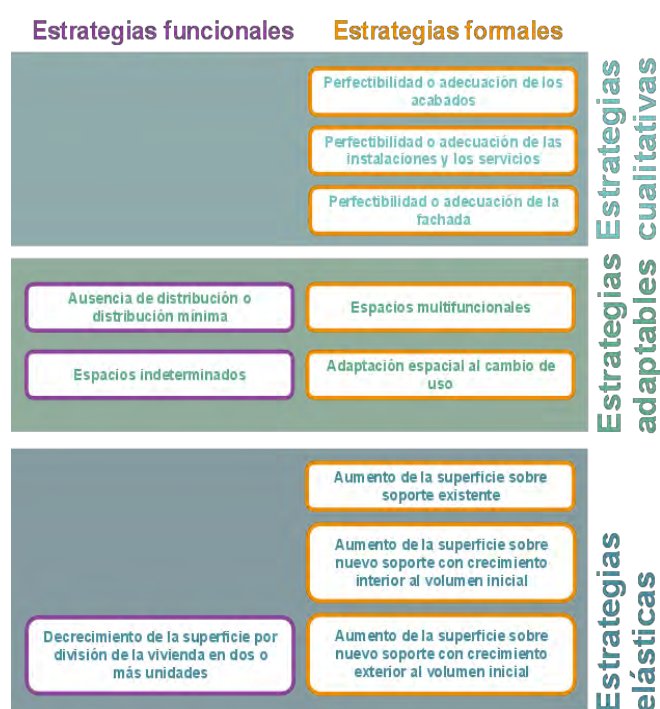 Estrategias funcionales
Estrategias formales
Perfectibilidad o adecuación de los
acabados
Perfectibilidad o adecuación de las
instalaciones y los servicios
Perfectibilidad o adecuación de la
fachada
Estrategias
cualitativas
Ausencia de distribución o
distribución mínima
Espacios multifuncionales
Espacios indeterminados
Adaptación espacial al cambio de
uso
Estrategias
adaptables
Aumento de la superficie sobre
soporte existente
Aumento de la superficie sobre
nuevo soporte con crecimiento
interior al volumen inicial
Decrecimiento de la superficie por
división de la vivienda en dos o
más unidades
Aumento de la superficie sobre
nuevo soporte con crecimiento
exterior al volumen inicial
Estrategias
elásticas